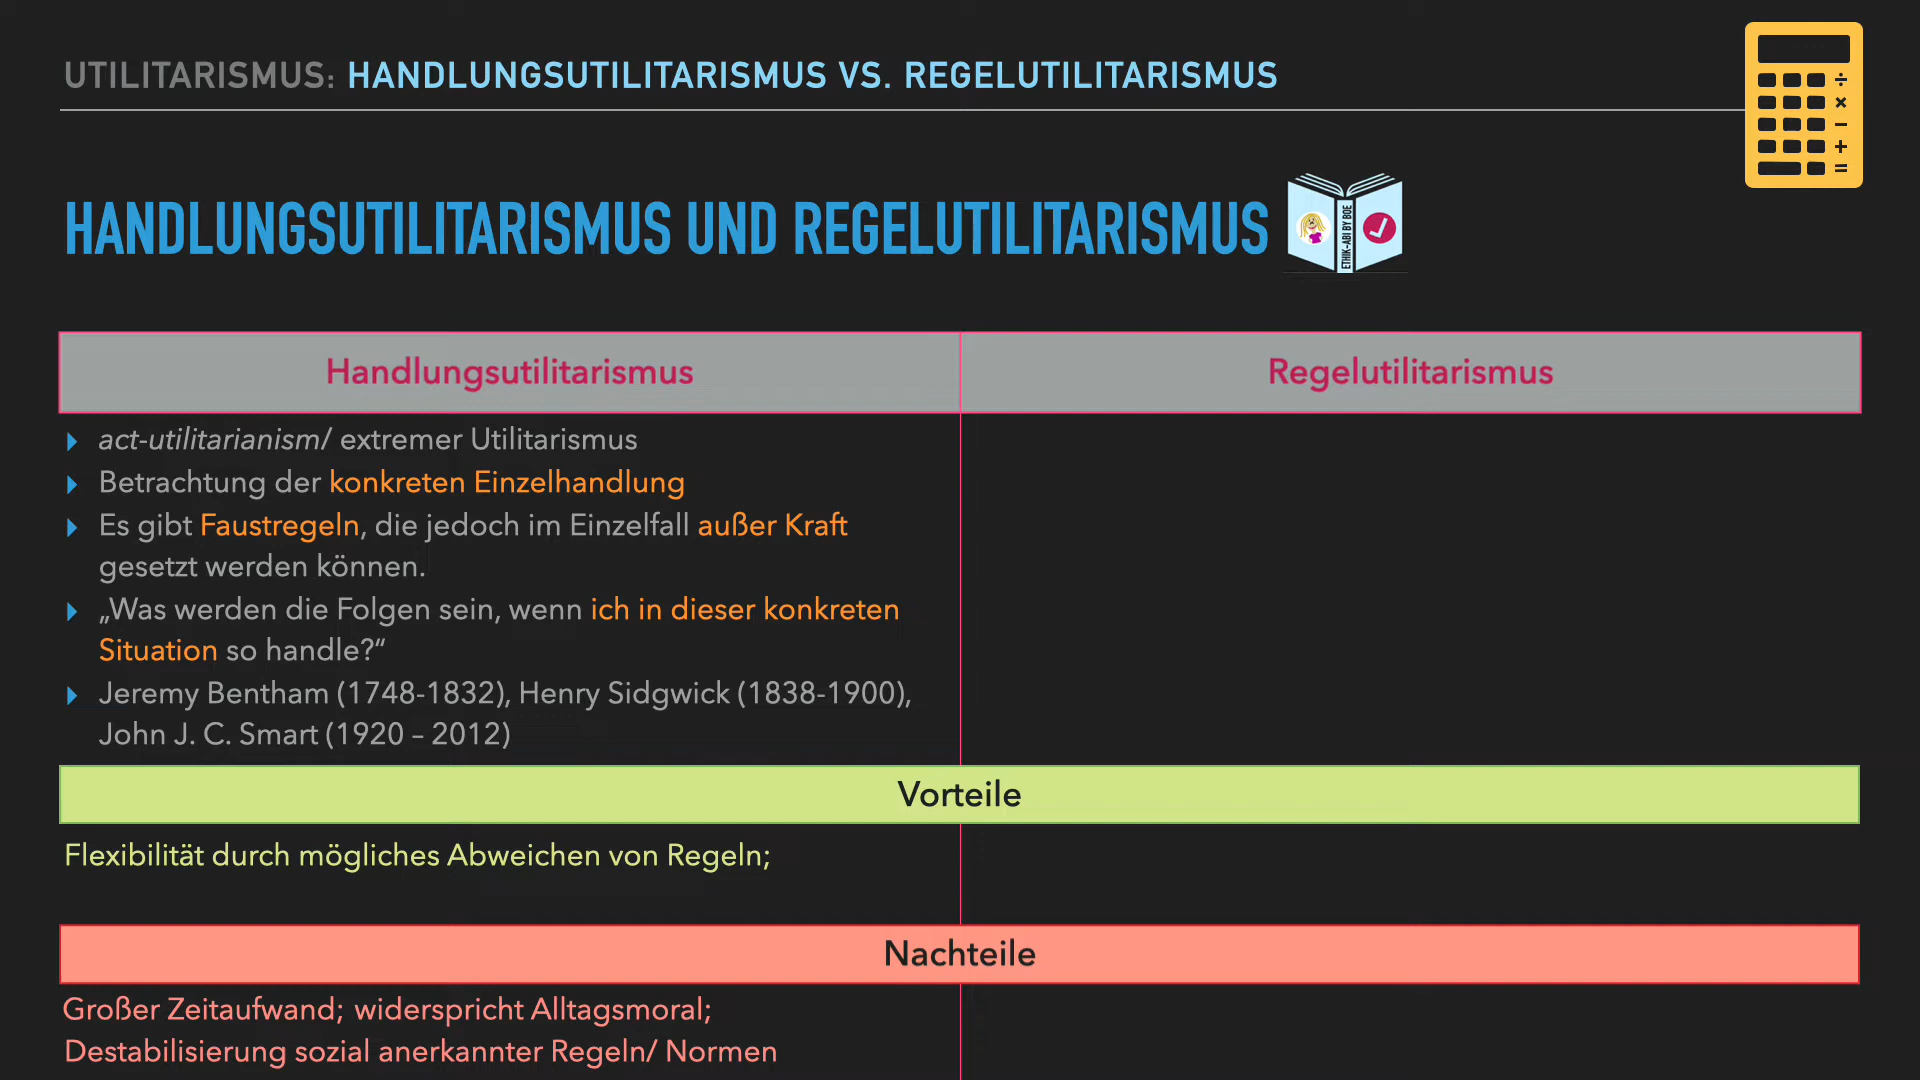 UTILITARISMUS: HANDLUNGSUTILITARISMUS VS. REGELUTILITARISMUS
HANDLUNGSUTILITARISMUS UND REGELUTILITARISMUS
ETHIK-ABI BY BOE
Handlungsutilitarismus
Regelutilitarismus
act-utilitarianism/ extremer Utilitarismus
Betrachtung der konkreten Einzelhandlung
Es gibt Faustregeln, die jedoch im Einzelfall außer Kraft
gesetzt werden können.
„Was werden die Folgen sein, wenn ich in dieser konkreten
Situation so handle?“
Jeremy Bentham (1748-1832), Henry Sidgwick (1838-1900),
John J. C. Smart (1920 – 2012)
Vorteile
Flexibilität durch mögliches Abweichen von Regeln;
Nachteile
Großer Zeitaufwand; widerspricht Alltagsmoral;
Destabilisierung sozial anerkannter Regeln/ Normen